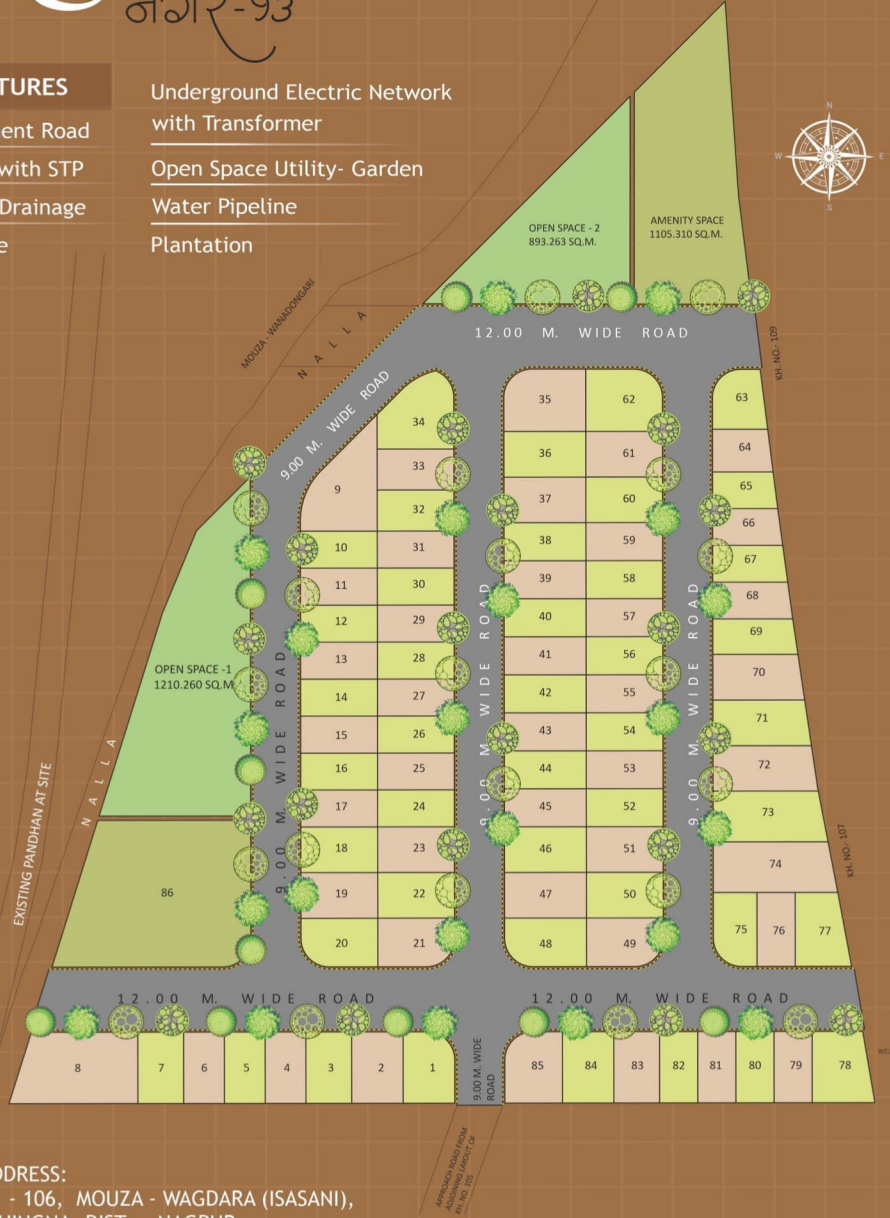 नगर-93
TURES
ent Road
with STP
Drainage
e
Underground Electric Network
with Transformer
Open Space Utility- Garden
Water Pipeline
Plantation
N
W
E
S
OPEN SPACE - 2
893.263 SQ.M.
AMENITY SPACE
1105.310 SQ.M.
MOUZA - WANADONGARI
NALLA
12.00 M. WIDE ROAD
KH. NO.- 109
9.00 M. WIDE ROAD
34
33
9
32
10
31
11
30
12
29
13
28
14
27
15
26
16
25
17
24
18
23
19
22
20
21
9.00 M. WIDE ROAD
35
62
36
61
37
60
38
59
39
58
40
57
41
56
42
55
43
54
44
53
45
52
46
51
47
50
48
49
9.00 M. WIDE ROAD
63
64
65
66
67
68
69
70
71
72
73
74
75
76
77
9.00 M. WIDE ROAD
KH. NO.- 107
OPEN SPACE -1
1210.260 SQ.M
NALLA
EXISTING PANDHAN AT SITE
86
12.00 M. WIDE ROAD
12.00 M. WIDE ROAD
8
7
6
5
4
3
2
1
9.00 M. WIDE
ROAD
85
84
83
82
81
80
79
78
APPROACH ROAD FROM
ADJOINING LAYOUT OF
KH. NO. 105
DDRESS:
- 106, MOUZA - WAGDARA (ISASANI),